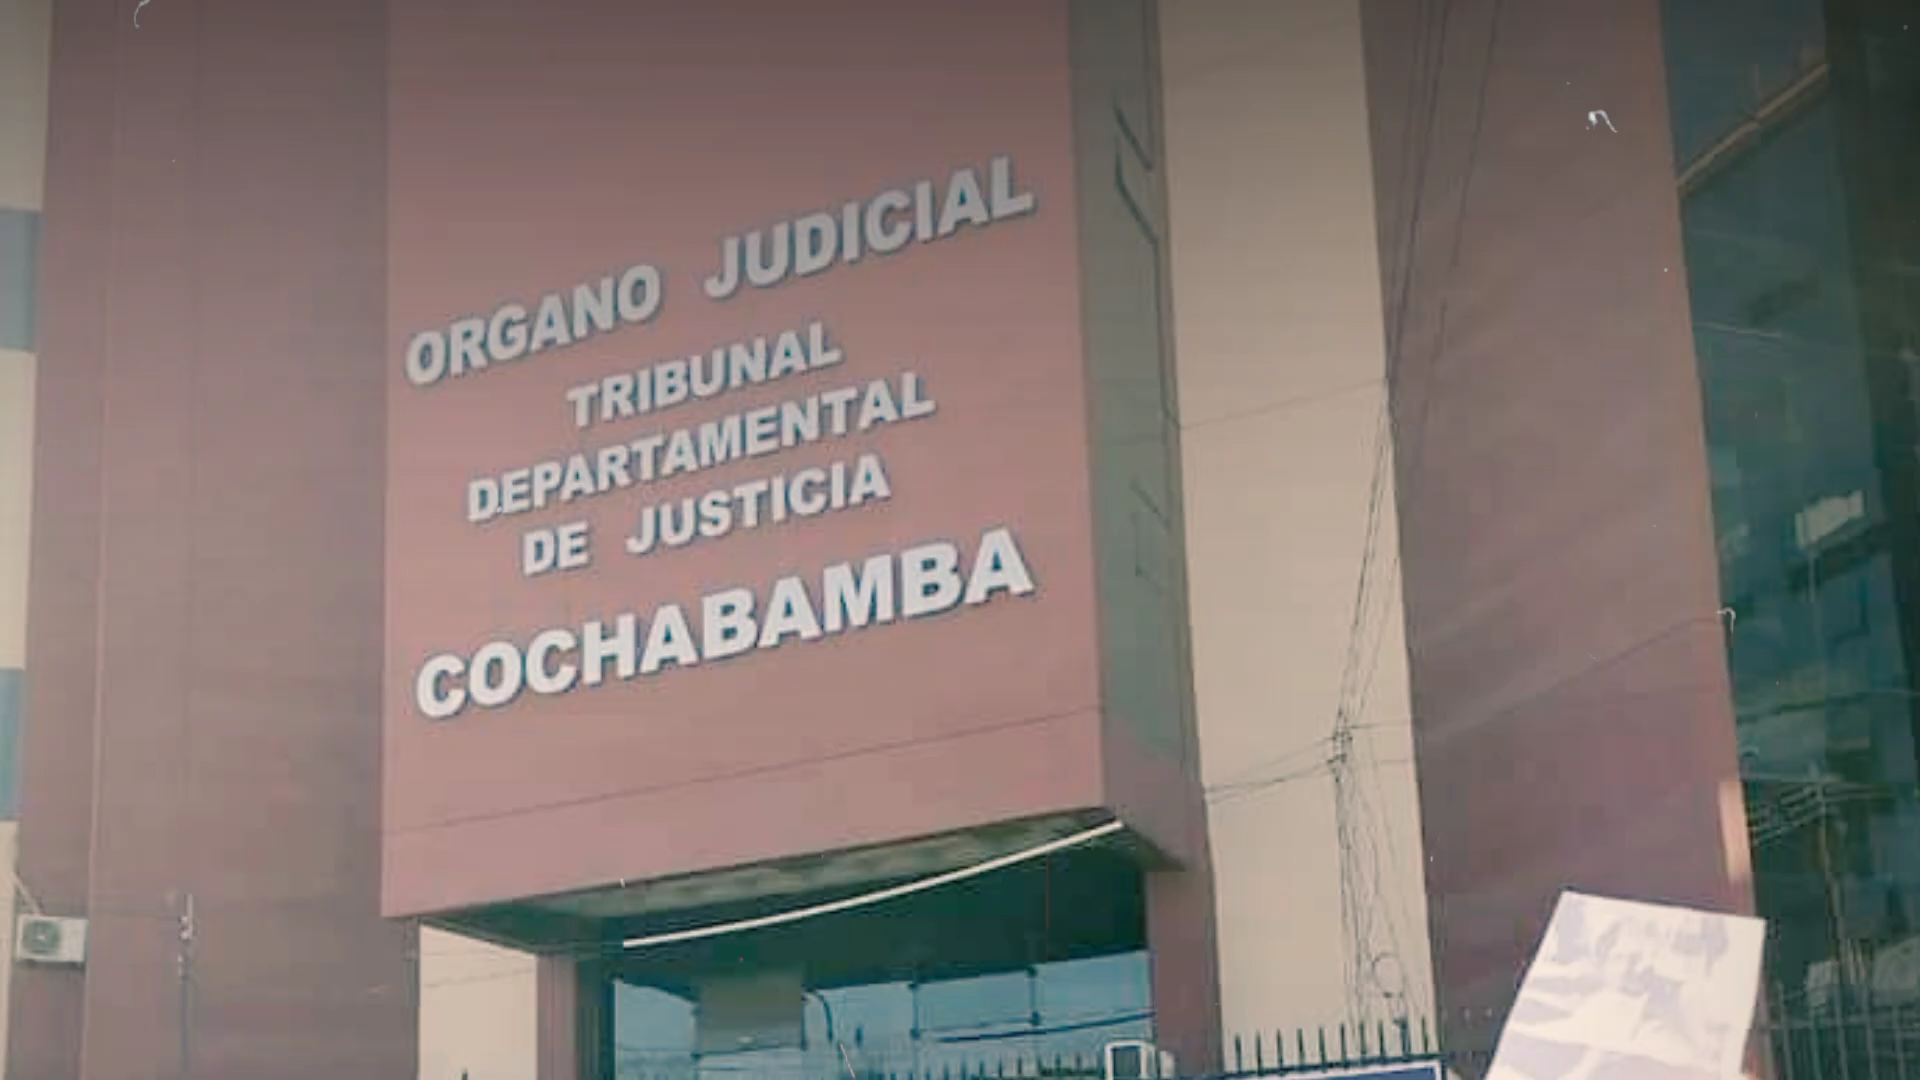 ORGANO JUDICIAL
TRIBUNAL
DEPARTAMENTAL
DE JUSTICIA
COCHABAMBA